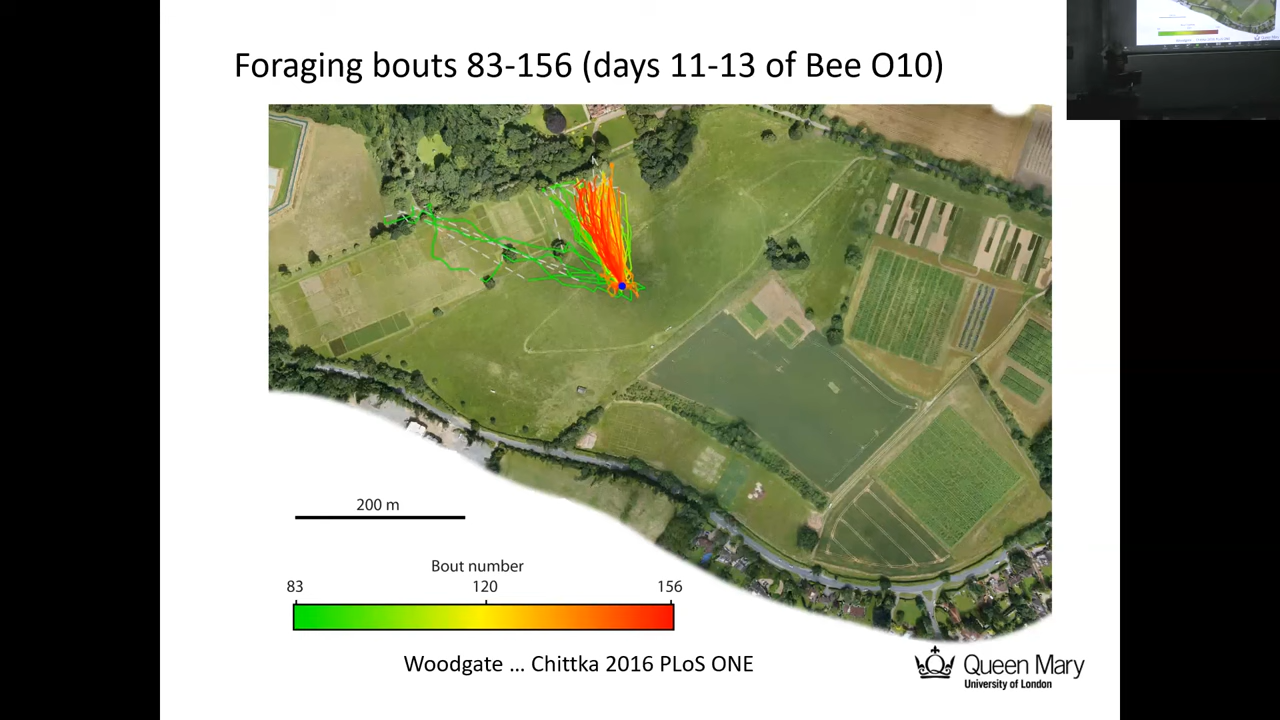 Foraging bouts 83-156 (days 11-13 of Bee O10)
200 m
Bout number
83 120 156
Woodgate ... Chittka 2016 PLoS ONE
Queen Mary
University of London